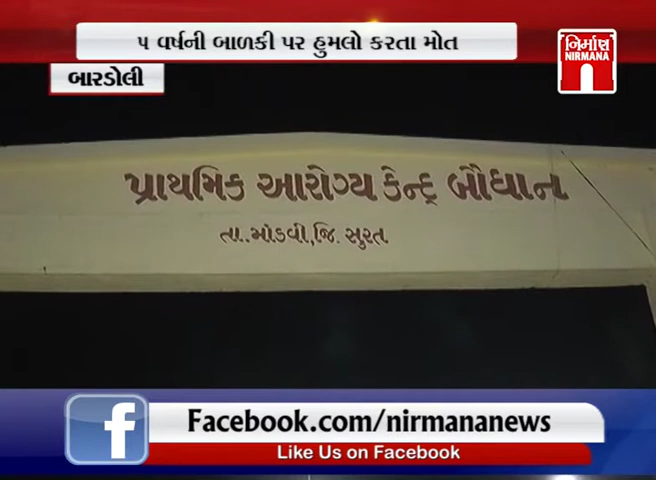 ૫ વર્ષની બાળકી પર હુમલો કરતા મોત
નિર્માણ
NIRMANA
બારડોલી
પ્રાથમિક આરોગ્ય કેન્દ્ર બૌધાન
તા. માંડવી, જિ. સુરત
Facebook.com/nirmananews
Like Us on Facebook